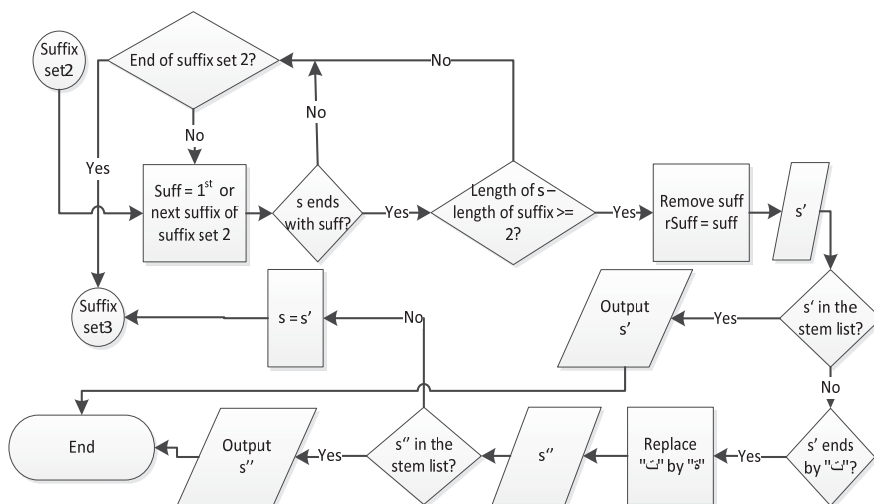 Suffix
set2
End of suffix set 2?
No
No
No
Yes
Suff = 1st or
next suffix of
suffix set 2
s ends
with suff?
Yes
Length of s –
length of suffix >=
2?
Yes
Remove suff
rSuff = suff
s'
Suffix
set3
s = s'
No
Output
s'
Yes
s' in the
stem list?
No
End
Output
s''
Yes
s'' in the
stem list?
s''
Replace
"ت" by "ة"
Yes
s' ends
by "ت"?